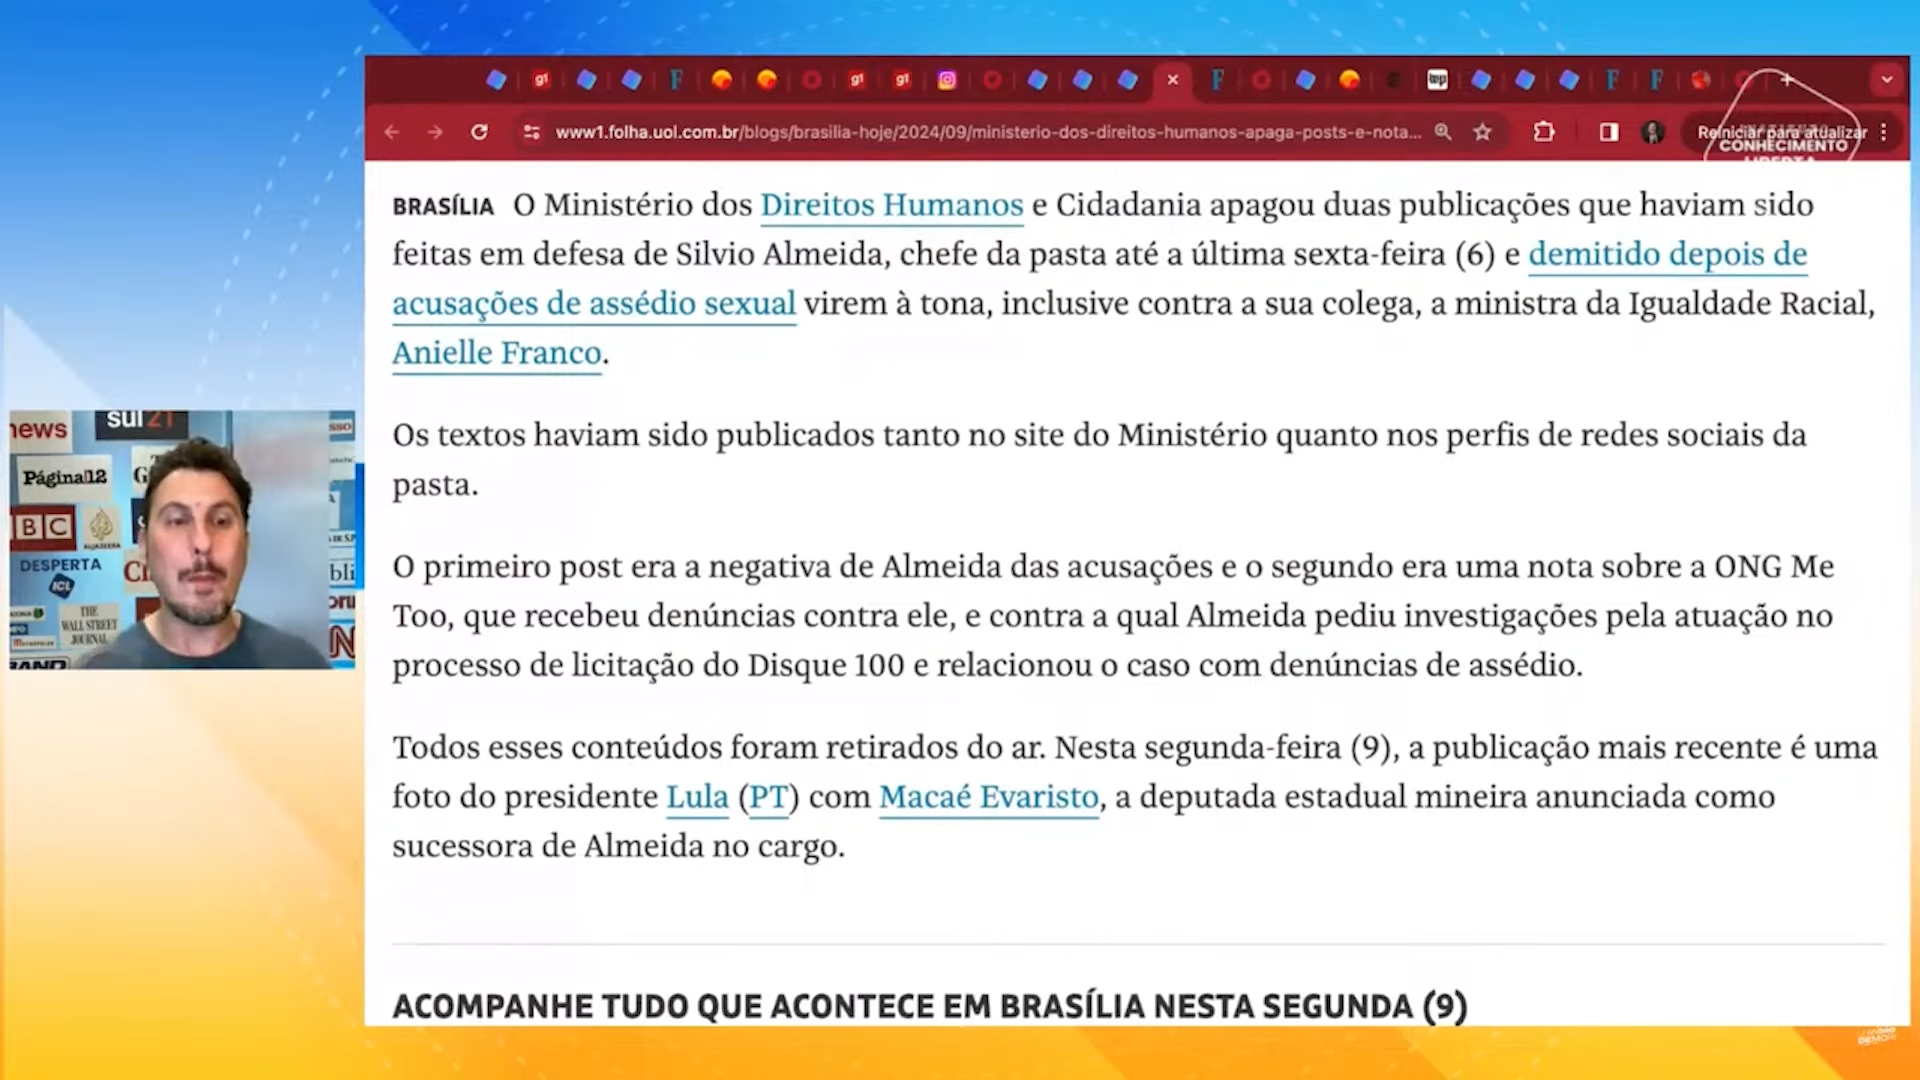 www1.folha.uol.com.br/blogs/brasilia-hoje/2024/09/ministerio-dos-direitos-humanos-apaga-posts-e-nota...
Reiniciar para atualizar
CONHECIMENTO
BRASÍLIA O Ministério dos Direitos Humanos e Cidadania apagou duas publicações que haviam sido
feitas em defesa de Silvio Almeida, chefe da pasta até a última sexta-feira (6) e demitido depois de
acusações de assédio sexual virem à tona, inclusive contra a sua colega, a ministra da Igualdade Racial,
Anielle Franco.
Os textos haviam sido publicados tanto no site do Ministério quanto nos perfis de redes sociais da
pasta.
O primeiro post era a negativa de Almeida das acusações e o segundo era uma nota sobre a ONG Me
Too, que recebeu denúncias contra ele, e contra a qual Almeida pediu investigações pela atuação no
processo de licitação do Disque 100 e relacionou o caso com denúncias de assédio.
Todos esses conteúdos foram retirados do ar. Nesta segunda-feira (9), a publicação mais recente é uma
foto do presidente Lula (PT) com Macaé Evaristo, a deputada estadual mineira anunciada como
sucessora de Almeida no cargo.
ACOMPANHE TUDO QUE ACONTECE EM BRASÍLIA NESTA SEGUNDA (9)
news
sul 21
Página12
BBC
ALJAZEERA
DESPERTA
ICL
THE
WALL STREET
JOURNAL
BAND
DEMORI